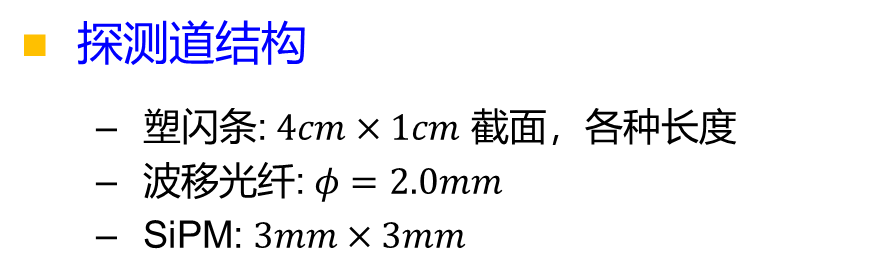 探测道结构
– 塑闪条: 4cm × 1cm 截面，各种长度
– 波移光纤: ϕ = 2.0mm
– SiPM: 3mm × 3mm